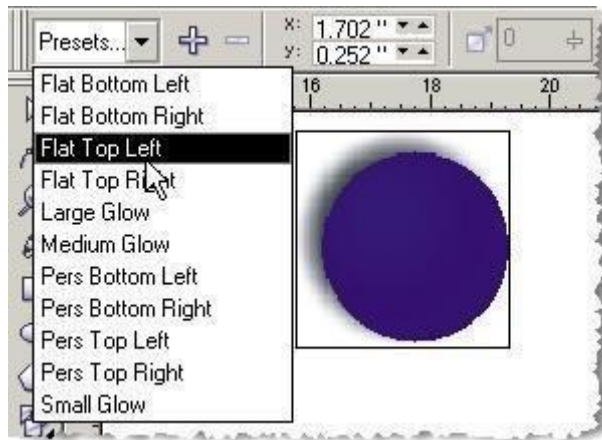 Presets...
x: 1.702 "
y: 0.252 "
0
16 18 20
Flat Bottom Left
Flat Bottom Right
Flat Top Left
Flat Top Right
Large Glow
Medium Glow
Pers Bottom Left
Pers Bottom Right
Pers Top Left
Pers Top Right
Small Glow